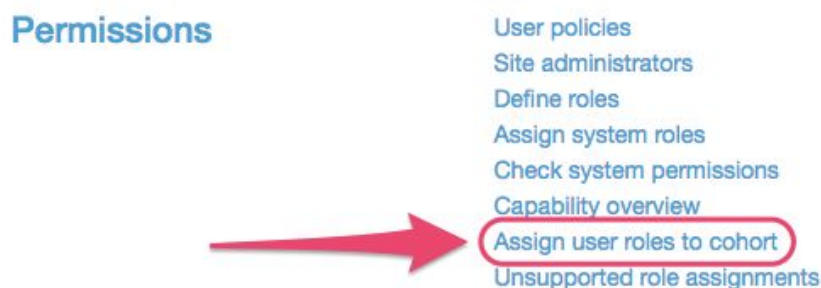 Permissions
User policies
Site administrators
Define roles
Assign system roles
Check system permissions
Capability overview
Assign user roles to cohort
Unsupported role assignments